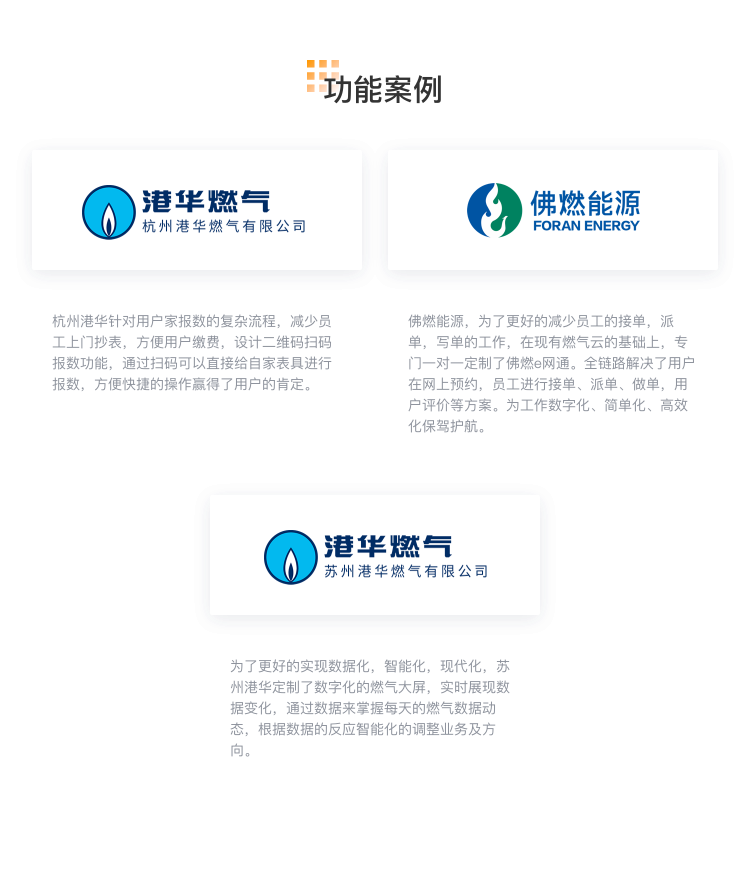 功能案例
港华燃气
杭州港华燃气有限公司
佛燃能源
FORAN ENERGY
杭州港华针对用户家报数的复杂流程，减少员
工上门抄表，方便用户缴费，设计二维码扫码
报数功能，通过扫码可以直接给自家表具进行
报数，方便快捷的操作赢得了用户的肯定。
佛燃能源，为了更好的减少员工的接单，派
单，写单的工作，在现有燃气云的基础上，专
门一对一定制了佛燃e网通。全链路解决了用户
在网上预约，员工进行接单、派单、做单，用
户评价等方案。为工作数字化、简单化、高效
化保驾护航。
港华燃气
苏州港华燃气有限公司
为了更好的实现数据化，智能化，现代化，苏
州港华定制了数字化的燃气大屏，实时展现数
据变化，通过数据来掌握每天的燃气数据动
态，根据数据的反应智能化的调整业务及方
向。